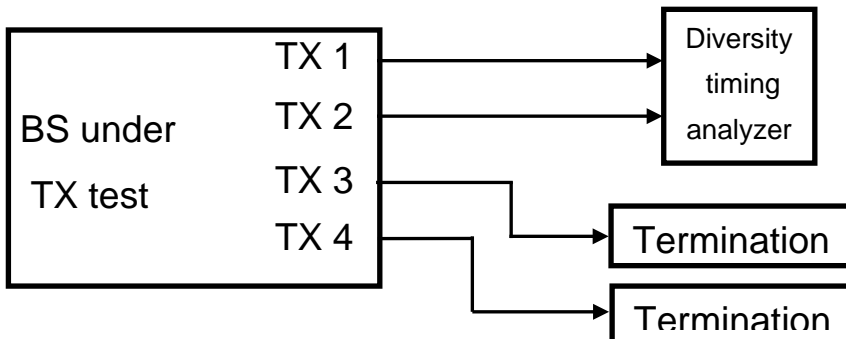 BS under
TX test
TX 1
TX 2
TX 3
TX 4
Diversity
timing
analyzer
Termination
Termination